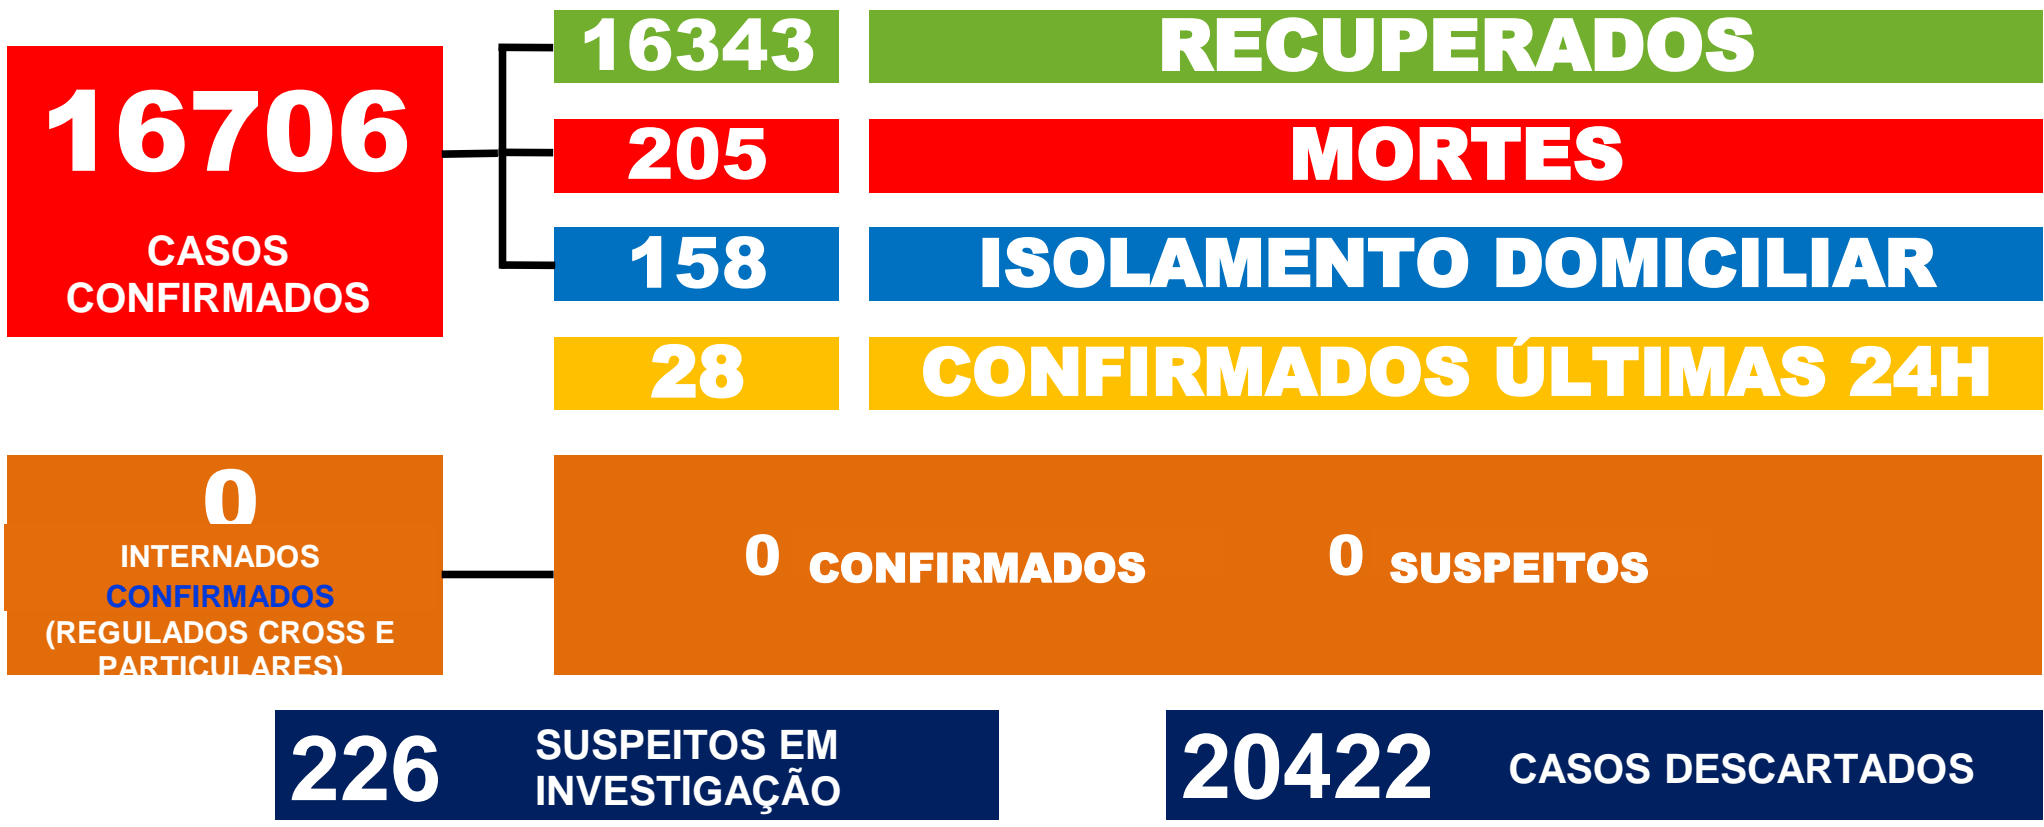 16706
CASOS
CONFIRMADOS
16343 RECUPERADOS
205 MORTES
158 ISOLAMENTO DOMICILIAR
28 CONFIRMADOS ÚLTIMAS 24H
0
INTERNADOS
CONFIRMADOS
(REGULADOS CROSS E
PARTICULARES)
0 CONFIRMADOS 0 SUSPEITOS
226 SUSPEITOS EM
INVESTIGAÇÃO
20422 CASOS DESCARTADOS